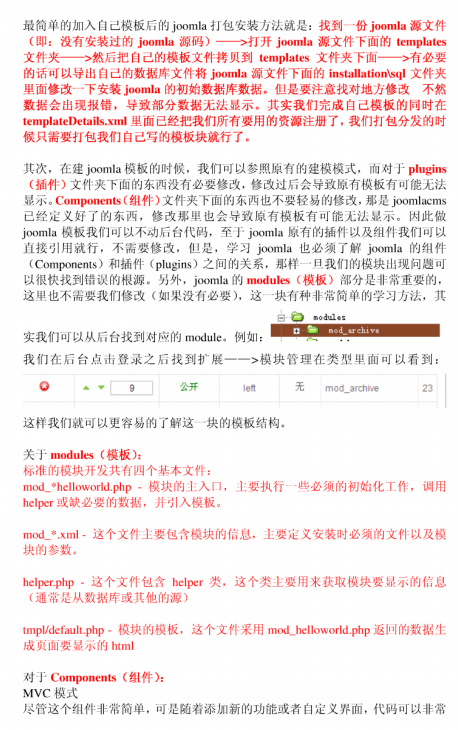 最简单的加入自己模板后的 joomla 打包安装方法就是：找到一份 joomla 源文件
（即：没有安装过的 joomla 源码）——>打开 joomla 源文件下面的 templates
文件夹——>然后把自己的模板文件拷贝到 templates 文件夹下面——>有必要
的话可以导出自己的数据库文件将 joomla 源文件下面的 installation\sql 文件夹
里面修改一下安装 joomla 的初始数据库数据。但是要注意找对地方修改 不然
数据会出现报错，导致部分数据无法显示。其实我们完成自己模板的同时在
templateDetails.xml 里面已经把我们所有要用的资源注册了，我们打包分发的时
候只需要打包我们自己写的模板块就行了。
其次，在建 joomla 模板的时候，我们可以参照原有的建模模式，而对于 plugins
（插件）文件夹下面的东西没有必要修改，修改过后会导致原有模板有可能无法
显示。Components（组件）文件夹下面的东西也不要轻易的修改，那是 joomlacms
已经定义好了的东西，修改那里也会导致原有模板有可能无法显示。因此做
joomla 模板我们可以不动后台代码，至于 joomla 原有的插件以及组件我们可以
直接引用就行，不需要修改，但是，学习 joomla 也必须了解 joomla 的组件
（Components）和插件（plugins）之间的关系，那样一旦我们的模块出现问题可
以很快找到错误的根源。另外，joomla 的 modules（模板）部分是非常重要的，
这里也不需要我们修改（如果没有必要），这一块有种非常简单的学习方法，其
modules
实我们可以从后台找到对应的 module。例如： mod_archive
我们在后台点击登录之后找到扩展——>模块管理在类型里面可以看到：
9 公开 left 无 mod_archive 23
这样我们就可以更容易的了解这一块的模板结构。
关于 modules（模板）：
标准的模块开发共有四个基本文件：
mod_*helloworld.php - 模块的主入口，主要执行一些必须的初始化工作，调用
helper 或缺必要的数据，并引入模板。
mod_*.xml - 这个文件主要包含模块的信息，主要定义安装时必须的文件以及模
块的参数。
helper.php - 这个文件包含 helper 类，这个类主要用来获取模块要显示的信息
（通常是从数据库或其他的源）
tmpl/default.php - 模块的模板，这个文件采用 mod_helloworld.php 返回的数据生
成页面要显示的 html
对于 Components（组件）：
MVC 模式
尽管这个组件非常简单，可是随着添加新的功能或者自定义界面，代码可以非常